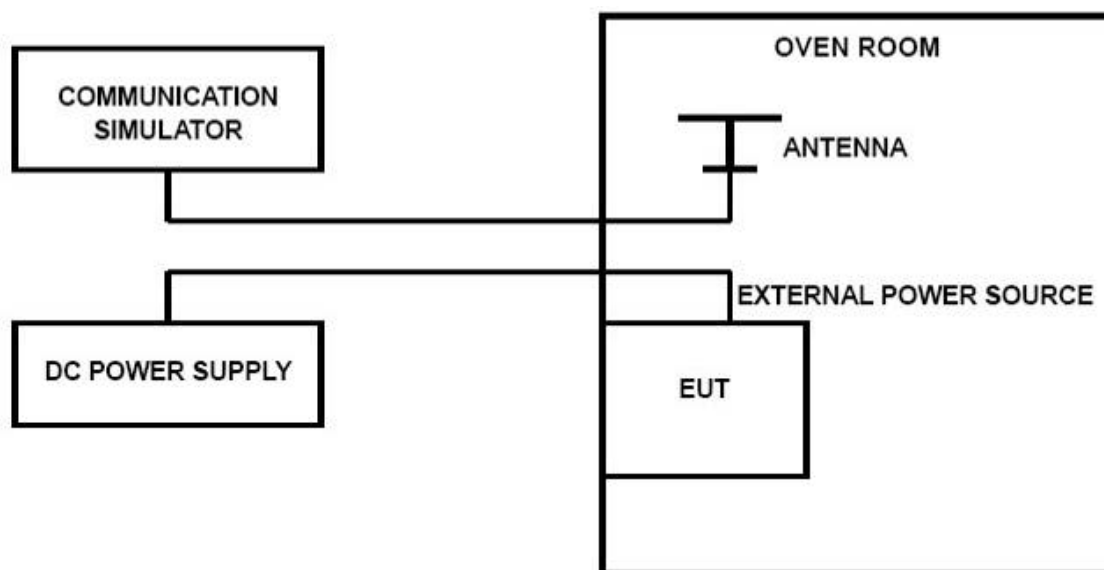 OVEN ROOM
COMMUNICATION
SIMULATOR
ANTENNA
EXTERNAL POWER SOURCE
DC POWER SUPPLY
EUT